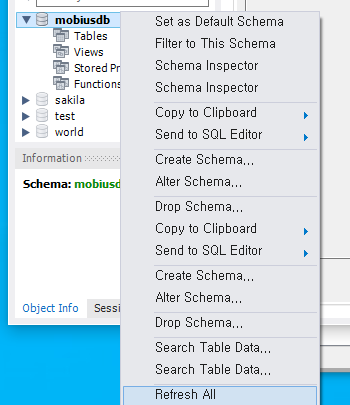 mobiusdb
Tables
Views
Stored Pr
Functions
sakila
test
world
Information
Schema: mobiusd
Object Info
Sessi
Set as Default Schema
Filter to This Schema
Schema Inspector
Schema Inspector
Copy to Clipboard
Send to SQL Editor
Create Schema...
Alter Schema...
Drop Schema...
Copy to Clipboard
Send to SQL Editor
Create Schema...
Alter Schema...
Drop Schema...
Search Table Data...
Search Table Data...
Refresh All